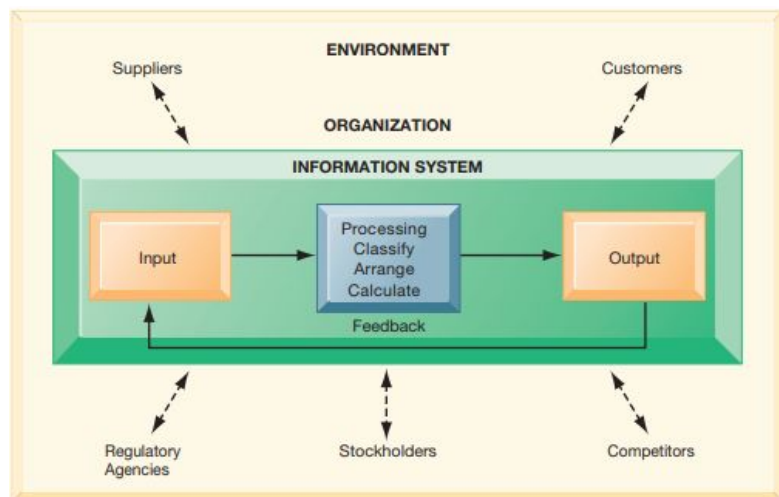 ENVIRONMENT
Suppliers
Customers
ORGANIZATION
INFORMATION SYSTEM
Input
Processing
Classify
Arrange
Calculate
Output
Feedback
Regulatory
Agencies
Stockholders
Competitors